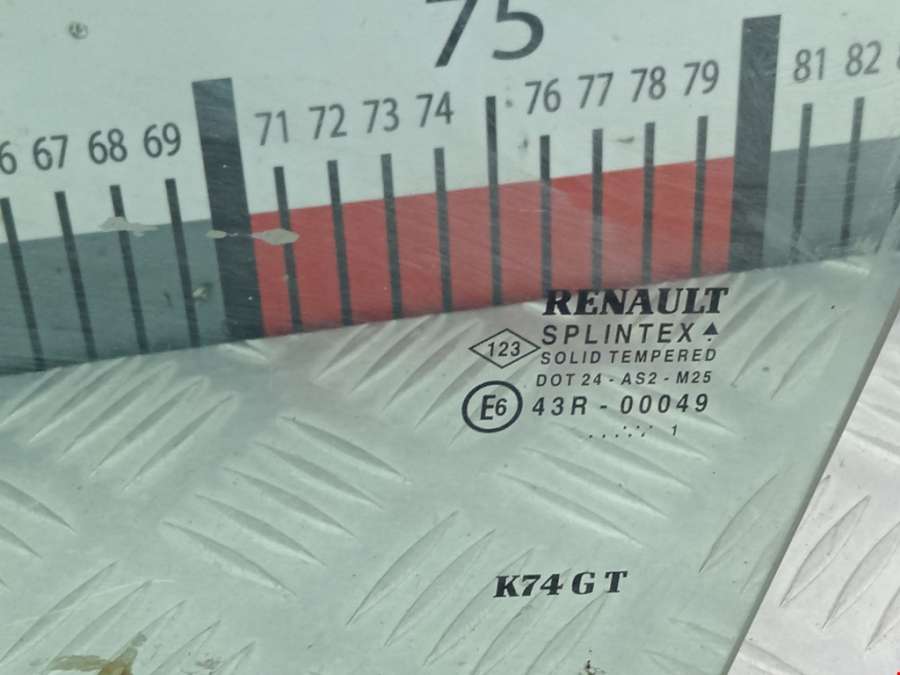 75
67 68 69 71 72 73 74 76 77 78 79 81 82
RENAULT
SPLINTEX
123
SOLID TEMPERED
DOT 24 - AS2 - M25
E6 43R - 00049
..... 1
K74 G T